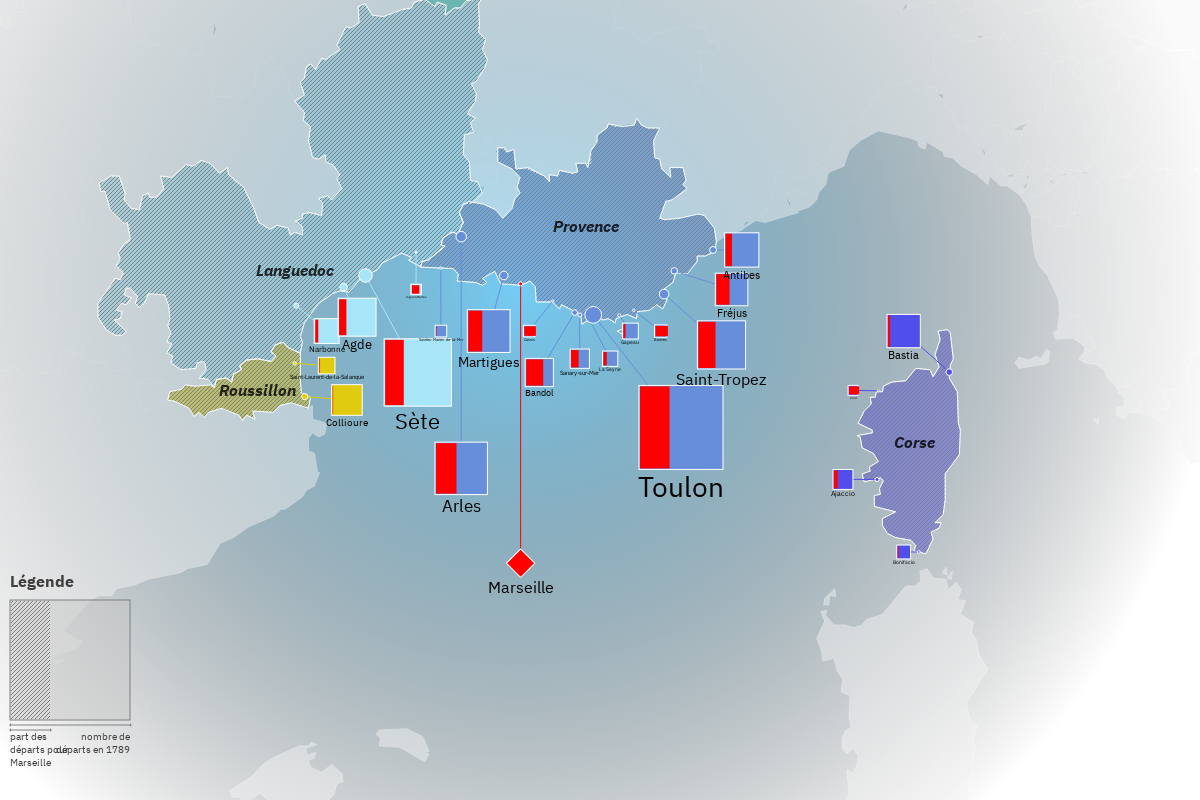 Provence
Languedoc
Antibes
Fréjus
Saintes-Maries-de-la-Mer
Gapeau
Narbonne
Agde
Martigues
Bastia
La Seyne
Sanary-sur-Mer
Saint-Laurent-de-la-Salanque
Saint-Tropez
Roussillon
Bandol
Collioure
Sète
Corse
Toulon
Ajaccio
Arles
Bonifacio
Marseille
Légende
part des
départs pour
Marseille
nombre de
départs en 1789